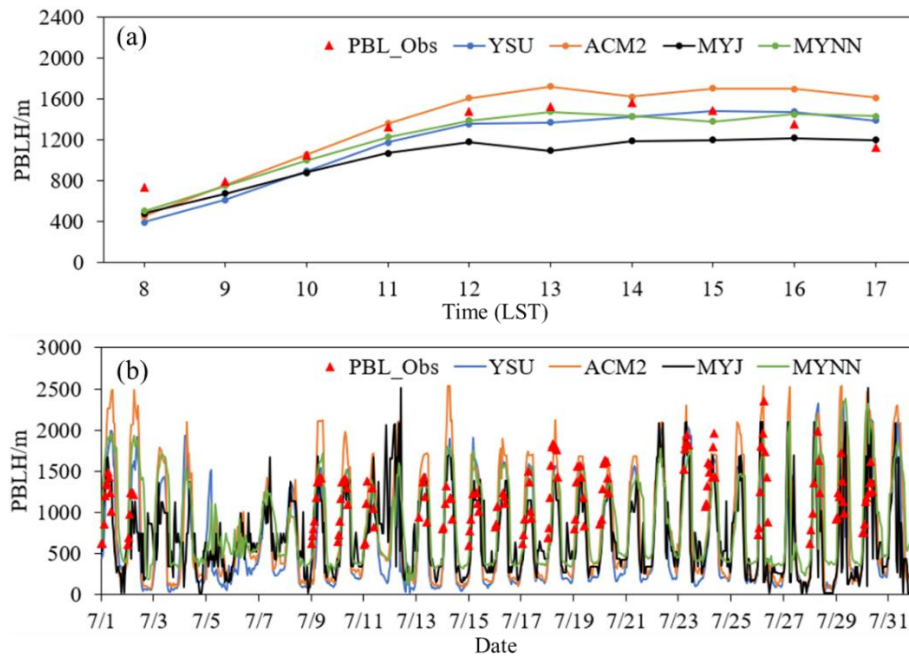 2400
(a)
PBL_Obs YSU ACM2 MYJ MYNN
2000
1600
1200
800
400
0
PBLH/m
8 9 10 11 12 13 14 15 16 17
Time (LST)
3000
(b)
PBL_Obs YSU ACM2 MYJ MYNN
2500
2000
1500
1000
500
0
PBLH/m
7/1 7/3 7/5 7/7 7/9 7/11 7/13 7/15 7/17 7/19 7/21 7/23 7/25 7/27 7/29 7/31
Date